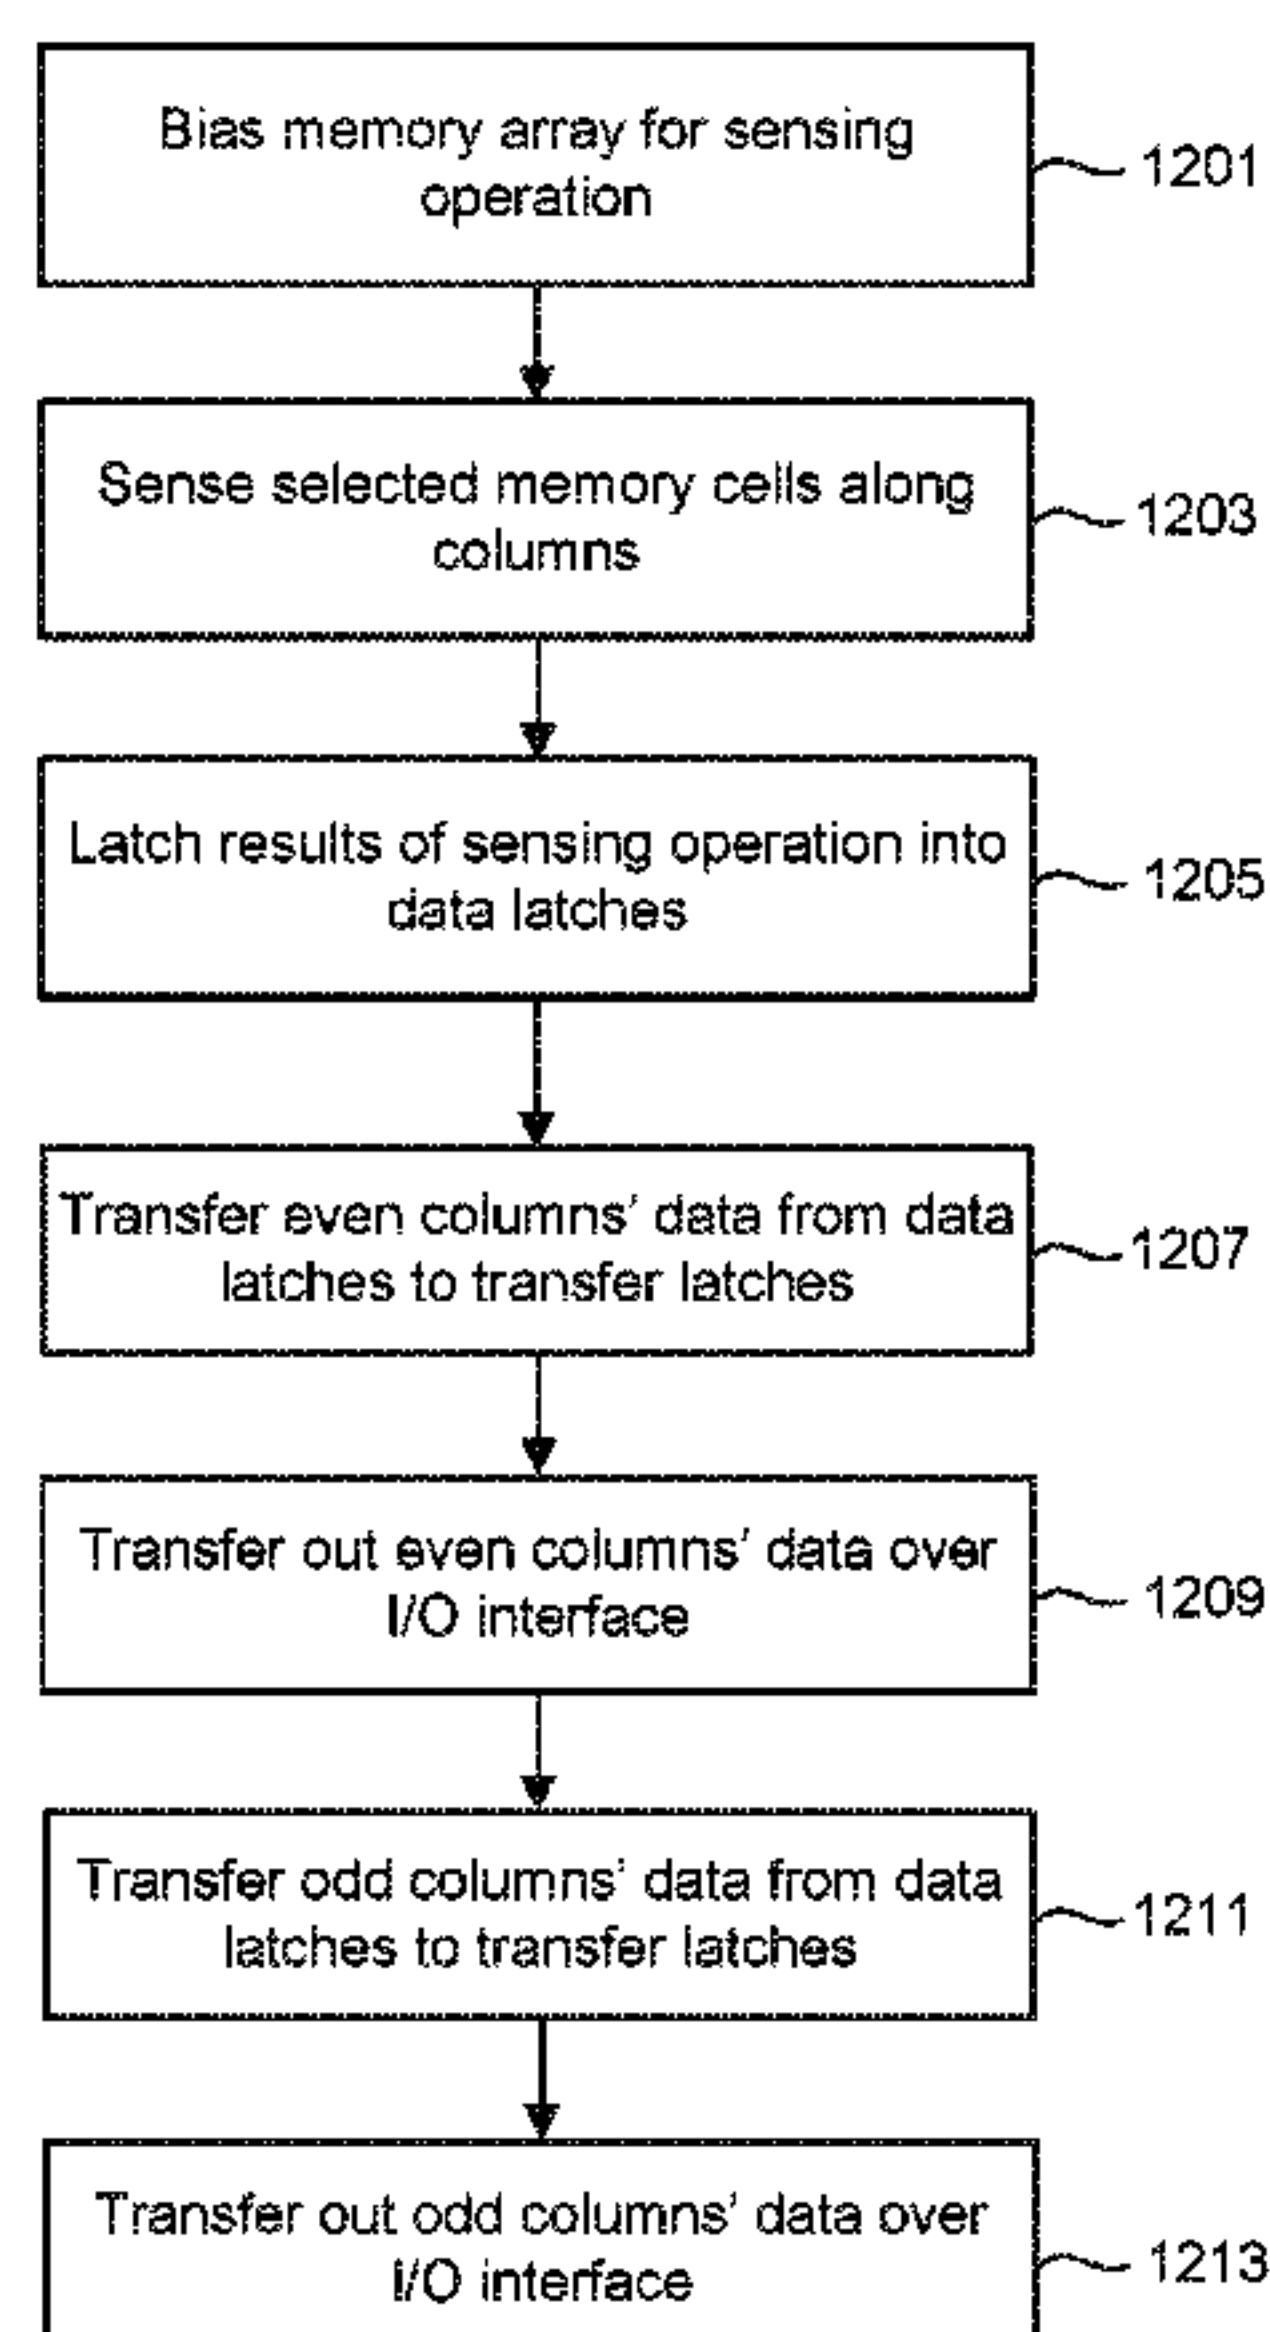 Bias memory array for sensing
operation
1201
Sense selected memory cells along
columns
1203
Latch results of sensing operation into
data latches
1205
Transfer even columns' data from data
latches to transfer latches
1207
Transfer out even columns' data over
I/O interface
1209
Transfer odd columns' data from data
latches to transfer latches
1211
Transfer out odd columns' data over
I/O interface
1213